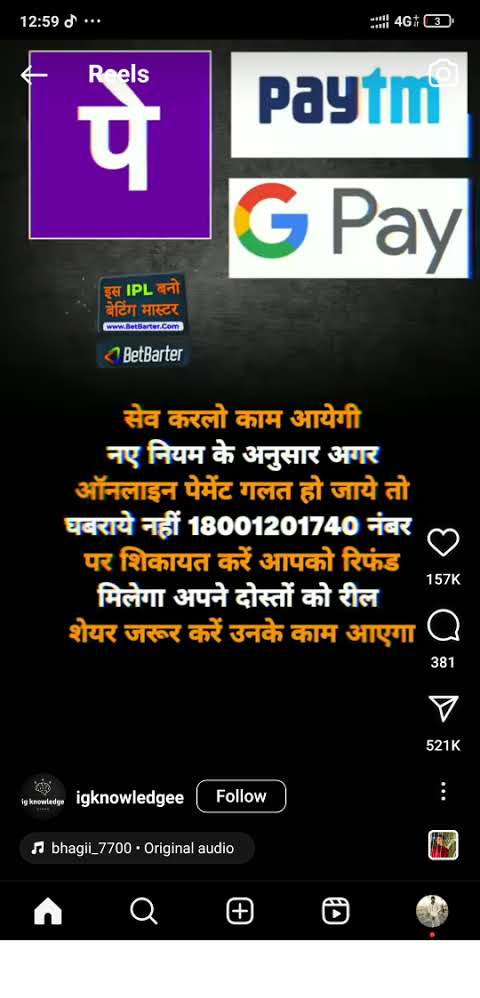 12:59
4G
3
Reels
पे
paytm
G Pay
इस IPL बनो
बेटिंग मास्टर
www.BetBarter.Com
BetBarter
सेव करलो काम आयेगी
नए नियम के अनुसार अगर
ऑनलाइन पेमेंट गलत हो जाये तो
घबराये नहीं 18001201740 नंबर
पर शिकायत करें आपको रिफंड
मिलेगा अपने दोस्तों को रील
शेयर जरूर करें उनके काम आएगा
157K
381
521K
ig knowledge
igknowledgee
Follow
bhagii_7700 • Original audio